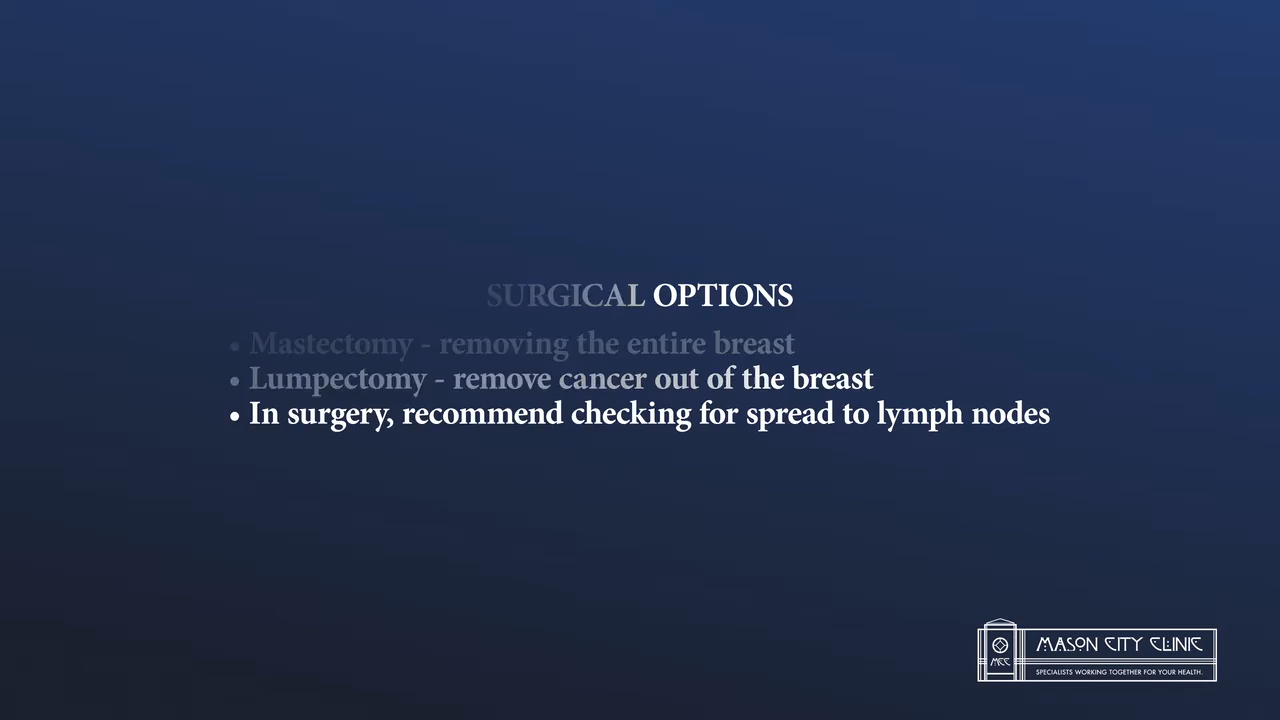 SURGICAL OPTIONS
• Mastectomy - removing the entire breast
• Lumpectomy - remove cancer out of the breast
• In surgery, recommend checking for spread to lymph nodes
MASON CITY CLINIC
MCC
SPECIALISTS WORKING TOGETHER FOR YOUR HEALTH.